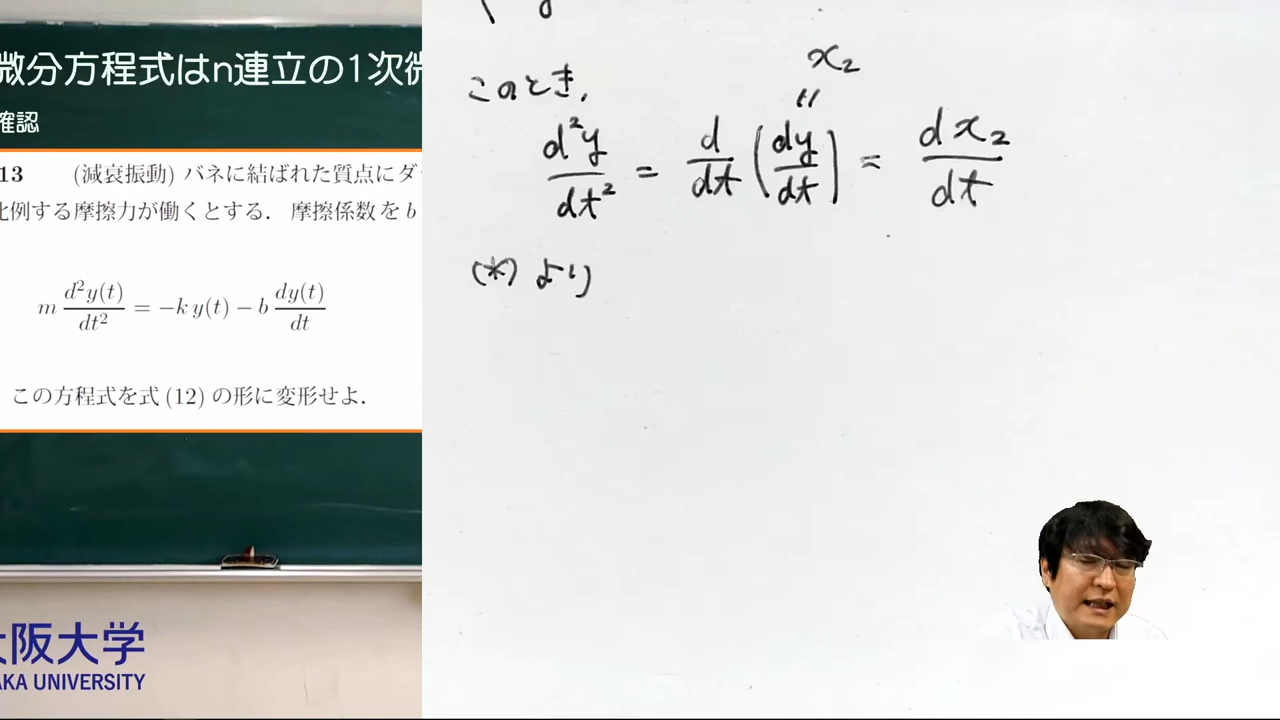 微分方程式はn連立の1次微
確認
13 (減衰振動) バネに結ばれた質点にダ
比例する摩擦力が働くとする. 摩擦係数を b
m d²y(t)/dt² = −k y(t) − b dy(t)/dt
この方程式を式 (12) の形に変形せよ.
大阪大学
AKA UNIVERSITY
y
x₂
このとき,
〃
d²y/dt² = d/dt (dy/dt) = dx₂/dt
(*) より